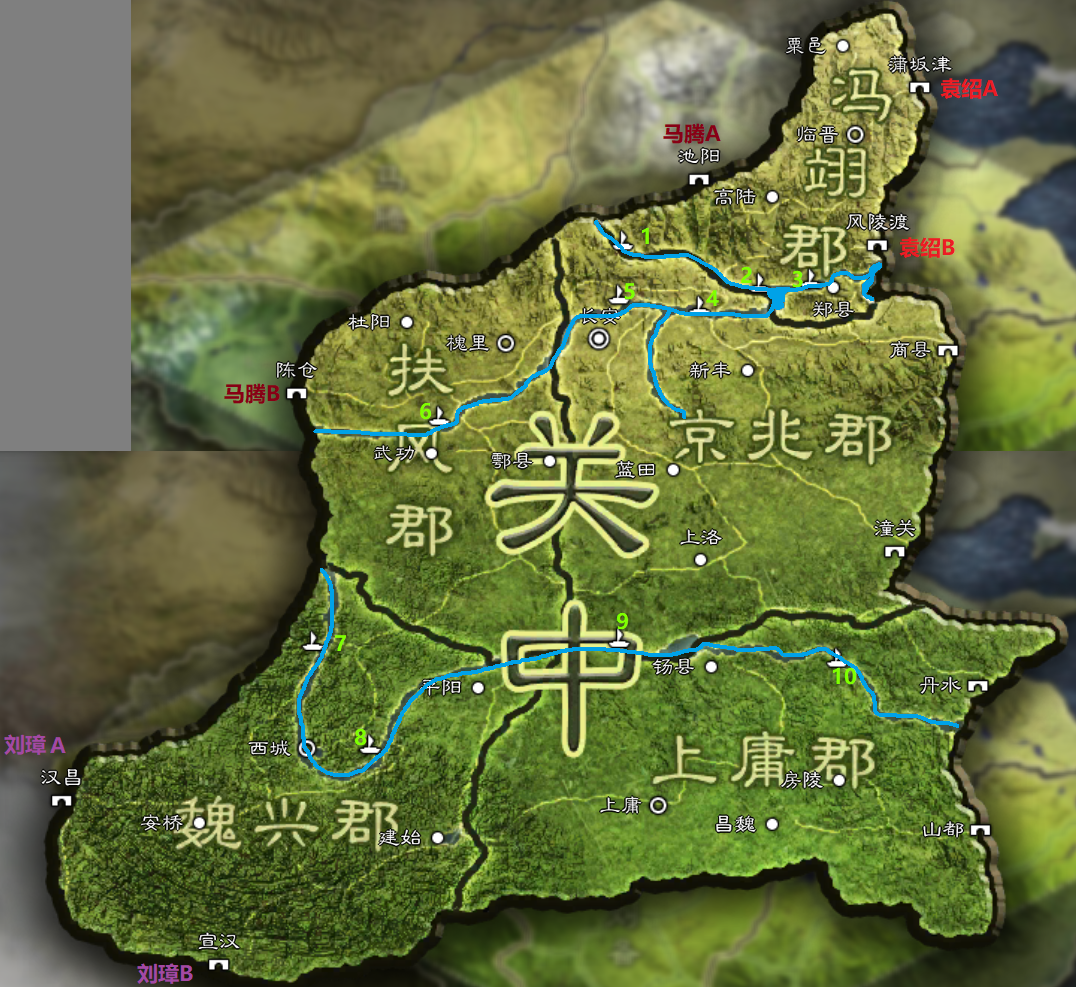 粟邑
蒲坂津
袁绍A
冯翊郡
临晋
马腾A
池阳
高陆
风陵渡
袁绍B
1
2
3
郑县
5
4
长安
杜阳
槐里
商县
陈仓
马腾B
扶风郡
新丰
6
武功
鄠县
蓝田
京兆郡
关中
上洛
潼关
9
7
平阳
钖县
10
丹水
刘璋A
西城
8
汉昌
上庸郡
房陵
上庸
安桥
魏兴郡
建始
昌魏
山都
宣汉
刘璋B